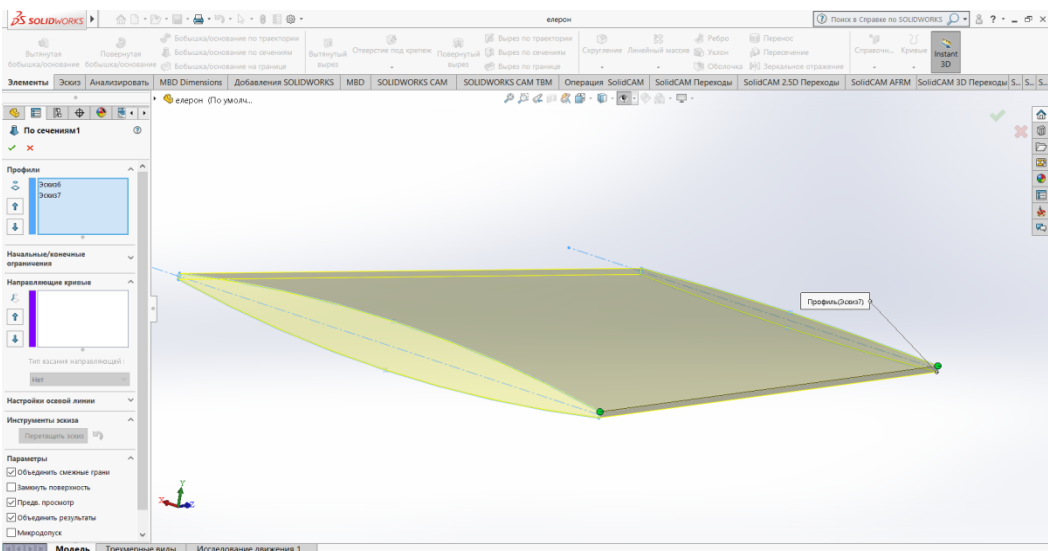 SOLIDWORKS
елерон
Поиск в Справке по SOLIDWORKS
Вытянутая бобышка/основание
Повернутая бобышка/основание
Бобышка/основание по траектории
Бобышка/основание по сечениям
Бобышка/основание на границе
Вытянутый вырез
Отверстие под крепеж
Повернутый вырез
Вырез по траектории
Вырез по сечениям
Вырез по границе
Скругление
Линейный массив
Ребро
Уклон
Оболочка
Перенос
Пересечение
Зеркальное отражение
Справочн...
Кривые
Instant 3D
Элементы
Эскиз
Анализировать
MBD Dimensions
Добавления SOLIDWORKS
MBD
SOLIDWORKS CAM
SOLIDWORKS CAM TBM
Операция SolidCAM
SolidCAM Переходы
SolidCAM 2.5D Переходы
SolidCAM AFRM
SolidCAM 3D Переходы
S...
S...
S...
елерон (По умолч...
По сечениям1
Профили
Эскиз6
Эскиз7
Начальные/конечные
ограничения
Направляющие кривые
Тип касания направляющей :
Нет
Настройки осевой линии
Инструменты эскиза
Перетащить эскиз
Параметры
Объединить смежные грани
Замкнуть поверхность
Предв. просмотр
Объединить результаты
Микродопуск
Профиль(Эскиз7)
Y
X
Z
Модель
Трехмерные виды
Исследование движения 1